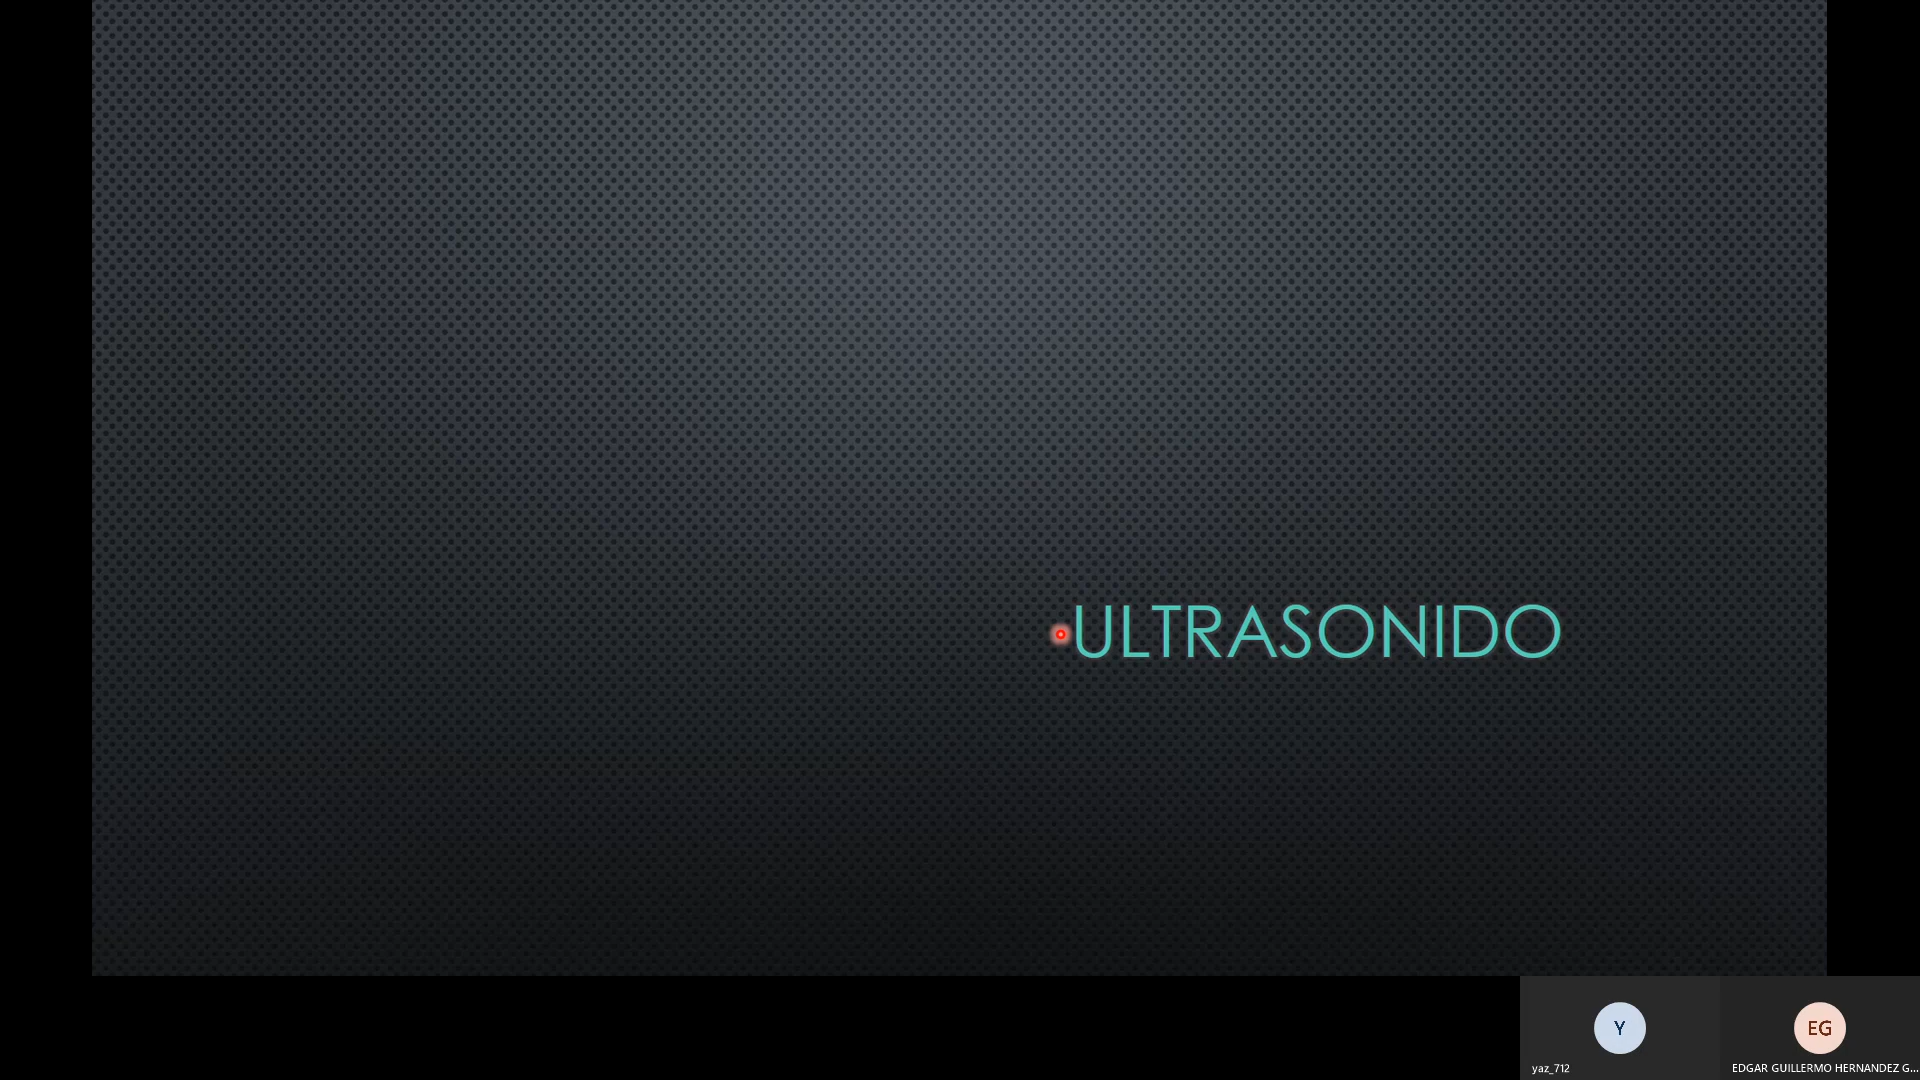 ULTRASONIDO
Y
EG
yaz_712
EDGAR GUILLERMO HERNANDEZ G...